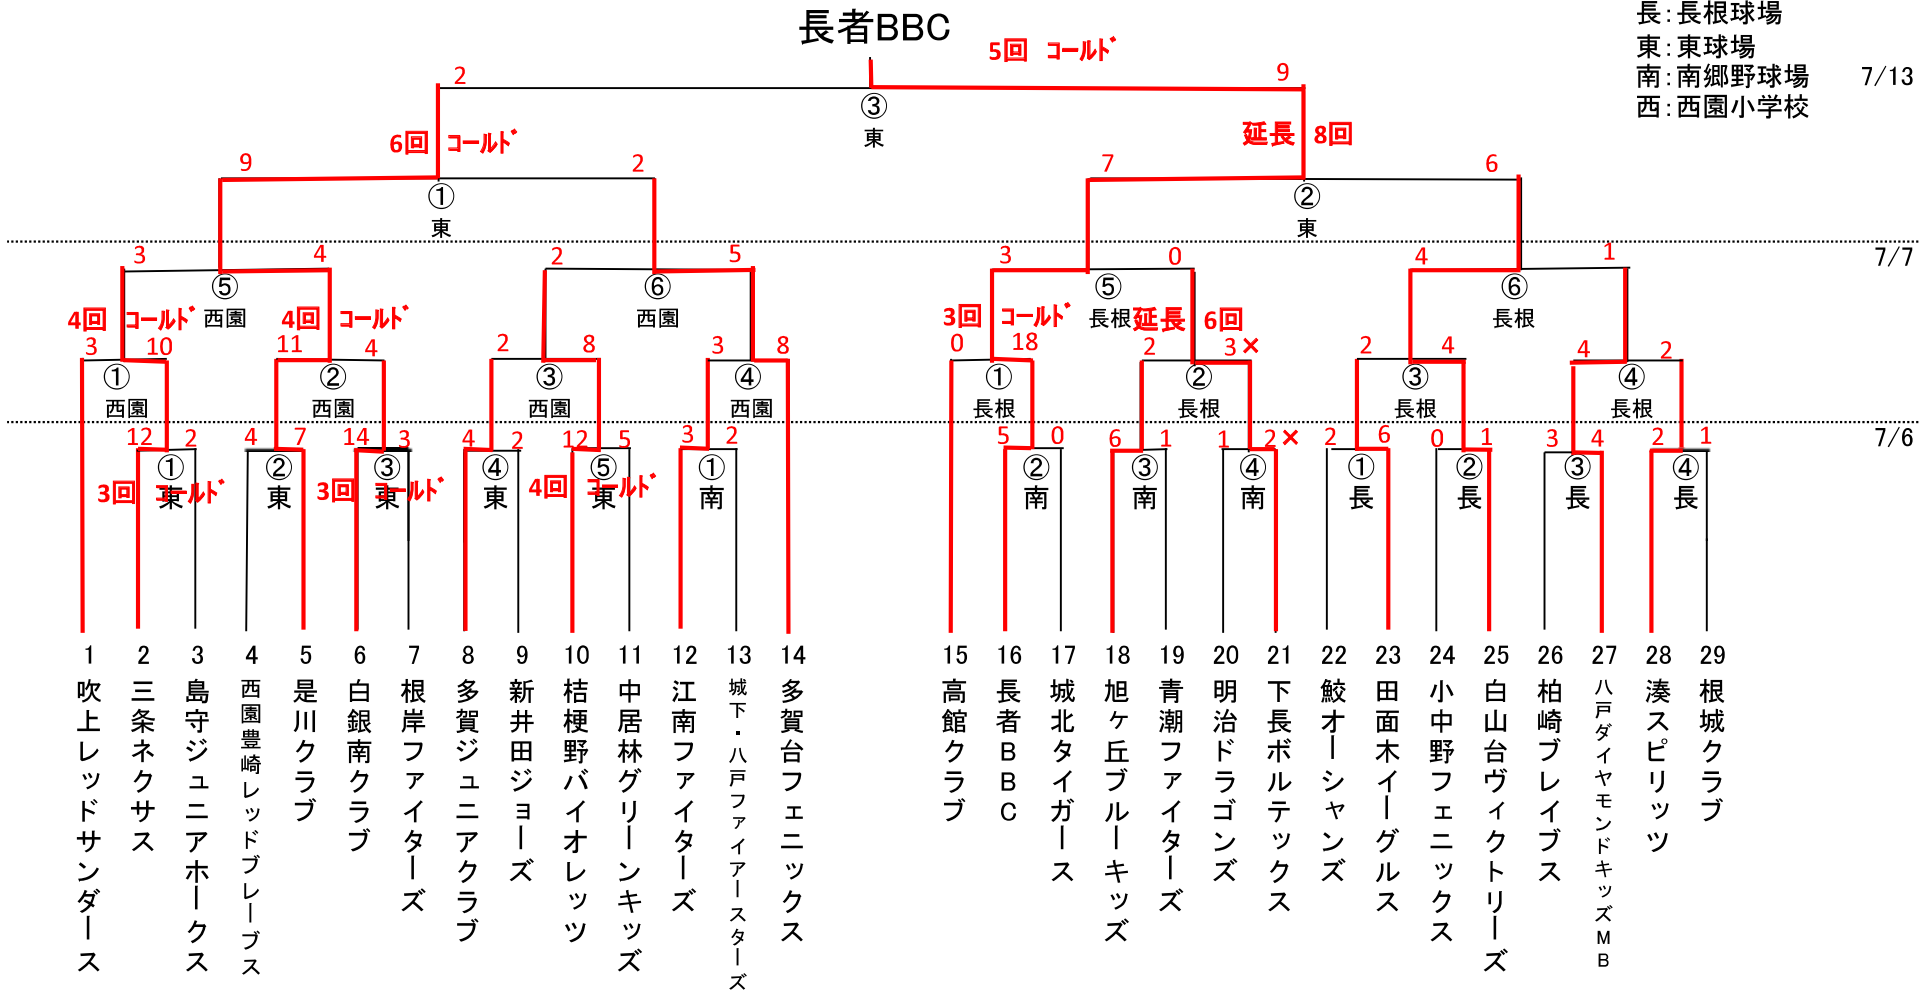 長者BBC
長:長根球場
東:東球場
南:南郷野球場
西:西園小学校
7/13
5回 コールド
2
9
③
東
6回 コールド
延長 8回
9
2
7
6
①
東
②
東
7/7
3
4
2
5
3
0
4
1
⑤
西園
⑥
西園
⑤
長根
⑥
長根
4回 コールド
4回 コールド
3回 コールド
延長 6回
3
10
11
4
2
8
3
8
0
18
2
3×
2
4
4
2
①
西園
②
西園
③
西園
④
西園
①
長根
②
長根
③
長根
④
長根
7/6
12
2
4
7
14
3
4
2
12
5
3
2
5
0
6
1
1
2×
2
6
0
1
3
4
2
1
①
東
②
東
③
東
④
東
⑤
東
①
南
②
南
③
南
④
南
①
長
②
長
③
長
④
長
3回 コールド
3回 コールド
4回 コールド
1
吹上レッドサンダース
2
三条ネクサス
3
島守ジュニアホークス
4
西園豊崎レッドブレーブス
5
是川クラブ
6
白銀南クラブ
7
根岸ファイターズ
8
多賀ジュニアクラブ
9
新井田ジョーズ
10
桔梗野バイオレッツ
11
中居林グリーンキッズ
12
江南ファイターズ
13
城下・八戸ファイアースターズ
14
多賀台フェニックス
15
高館クラブ
16
長者BBC
17
城北タイガース
18
旭ヶ丘ブルーキッズ
19
青潮ファイターズ
20
明治ドラゴンズ
21
下長ボルテックス
22
鮫オーシャンズ
23
田面木イーグルス
24
小中野フェニックス
25
白山台ヴィクトリーズ
26
柏崎ブレイブス
27
八戸ダイヤモンドキッズMB
28
湊スピリッツ
29
根城クラブ